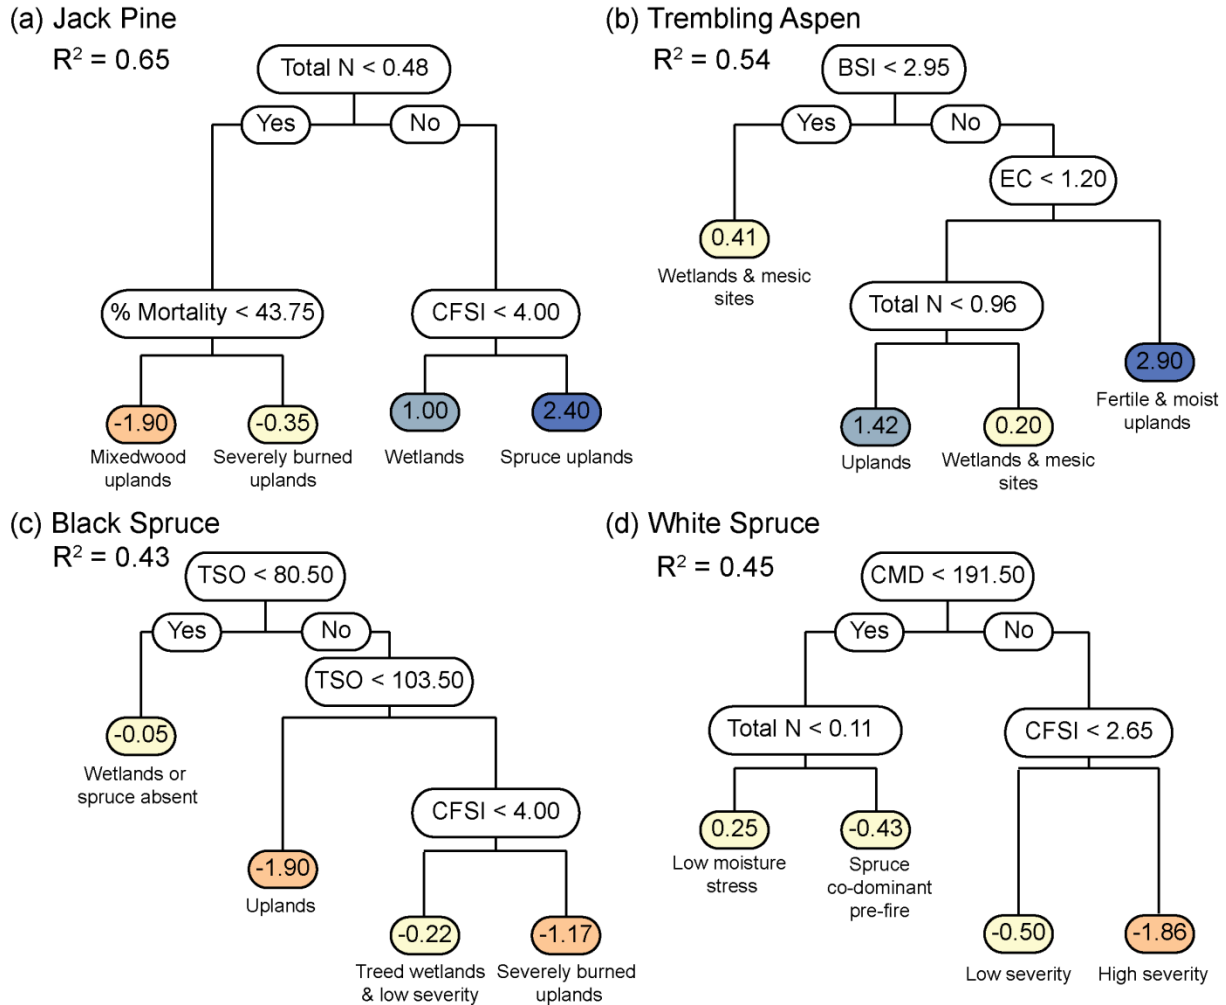 (a) Jack Pine
R² = 0.65
Total N < 0.48
Yes
No
% Mortality < 43.75
CFSI < 4.00
-1.90
-0.35
1.00
2.40
Mixedwood
uplands
Severely burned
uplands
Wetlands
Spruce uplands
(b) Trembling Aspen
R² = 0.54
BSI < 2.95
Yes
No
EC < 1.20
0.41
Wetlands & mesic
sites
Total N < 0.96
2.90
Fertile & moist
uplands
1.42
0.20
Uplands
Wetlands & mesic
sites
(c) Black Spruce
R² = 0.43
TSO < 80.50
Yes
No
TSO < 103.50
-0.05
Wetlands or
spruce absent
CFSI < 4.00
-1.90
Uplands
-0.22
-1.17
Treed wetlands
& low severity
Severely burned
uplands
(d) White Spruce
R² = 0.45
CMD < 191.50
Yes
No
Total N < 0.11
CFSI < 2.65
0.25
-0.43
Low moisture
stress
Spruce
co-dominant
pre-fire
-0.50
-1.86
Low severity
High severity